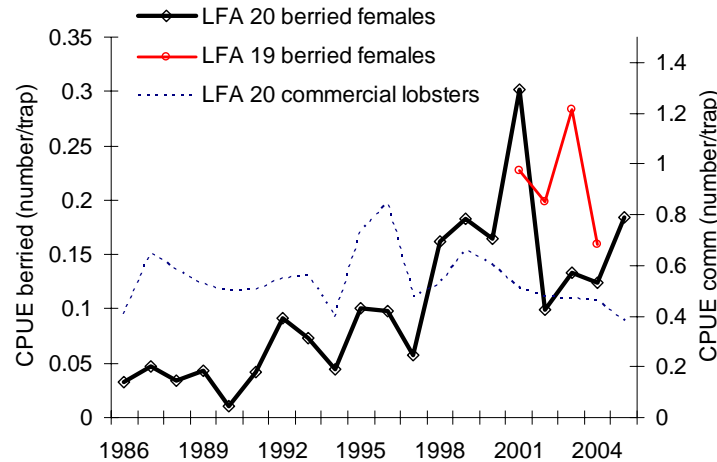 LFA 20 berried females
LFA 19 berried females
LFA 20 commercial lobsters
CPUE berried (number/trap)
0.35
0.3
0.25
0.2
0.15
0.1
0.05
0
CPUE comm (number/trap)
1.4
1.2
1
0.8
0.6
0.4
0.2
0
1986 1989 1992 1995 1998 2001 2004